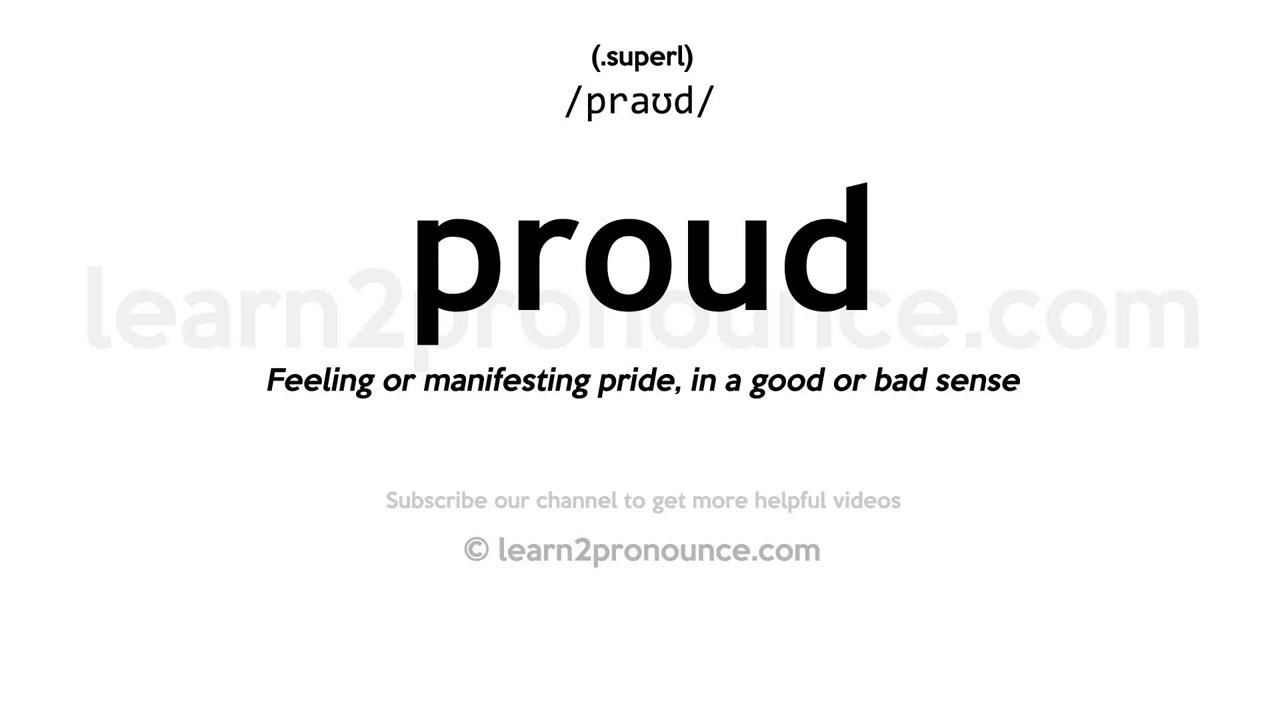 (.superl)
/praʊd/
proud
learn2pronounce.com
Feeling or manifesting pride, in a good or bad sense
Subscribe our channel to get more helpful videos
© learn2pronounce.com